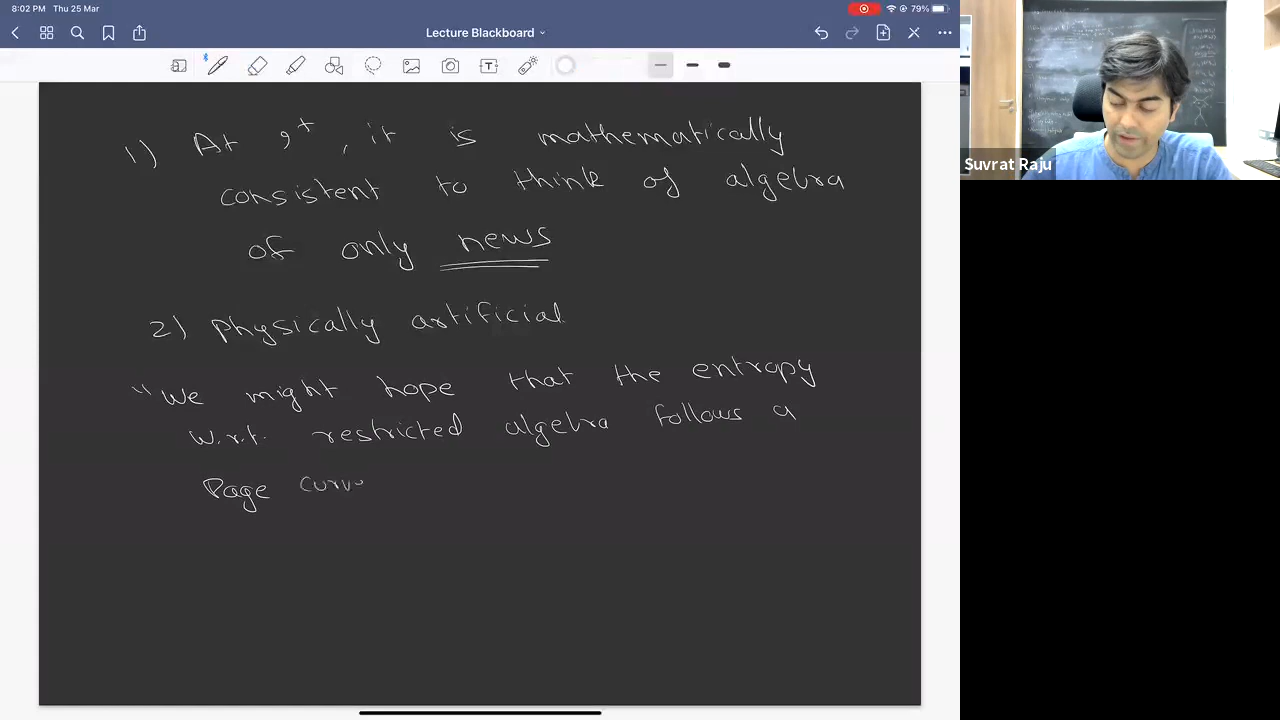 8:02 PM Thu 25 Mar
79%
Lecture Blackboard
1) At I⁺, it is mathematically
consistent to think of algebra
of only news
2) Physically artificial
"We might hope that the entropy
w.r.t. restricted algebra follows a
Page curv
Suvrat Raju